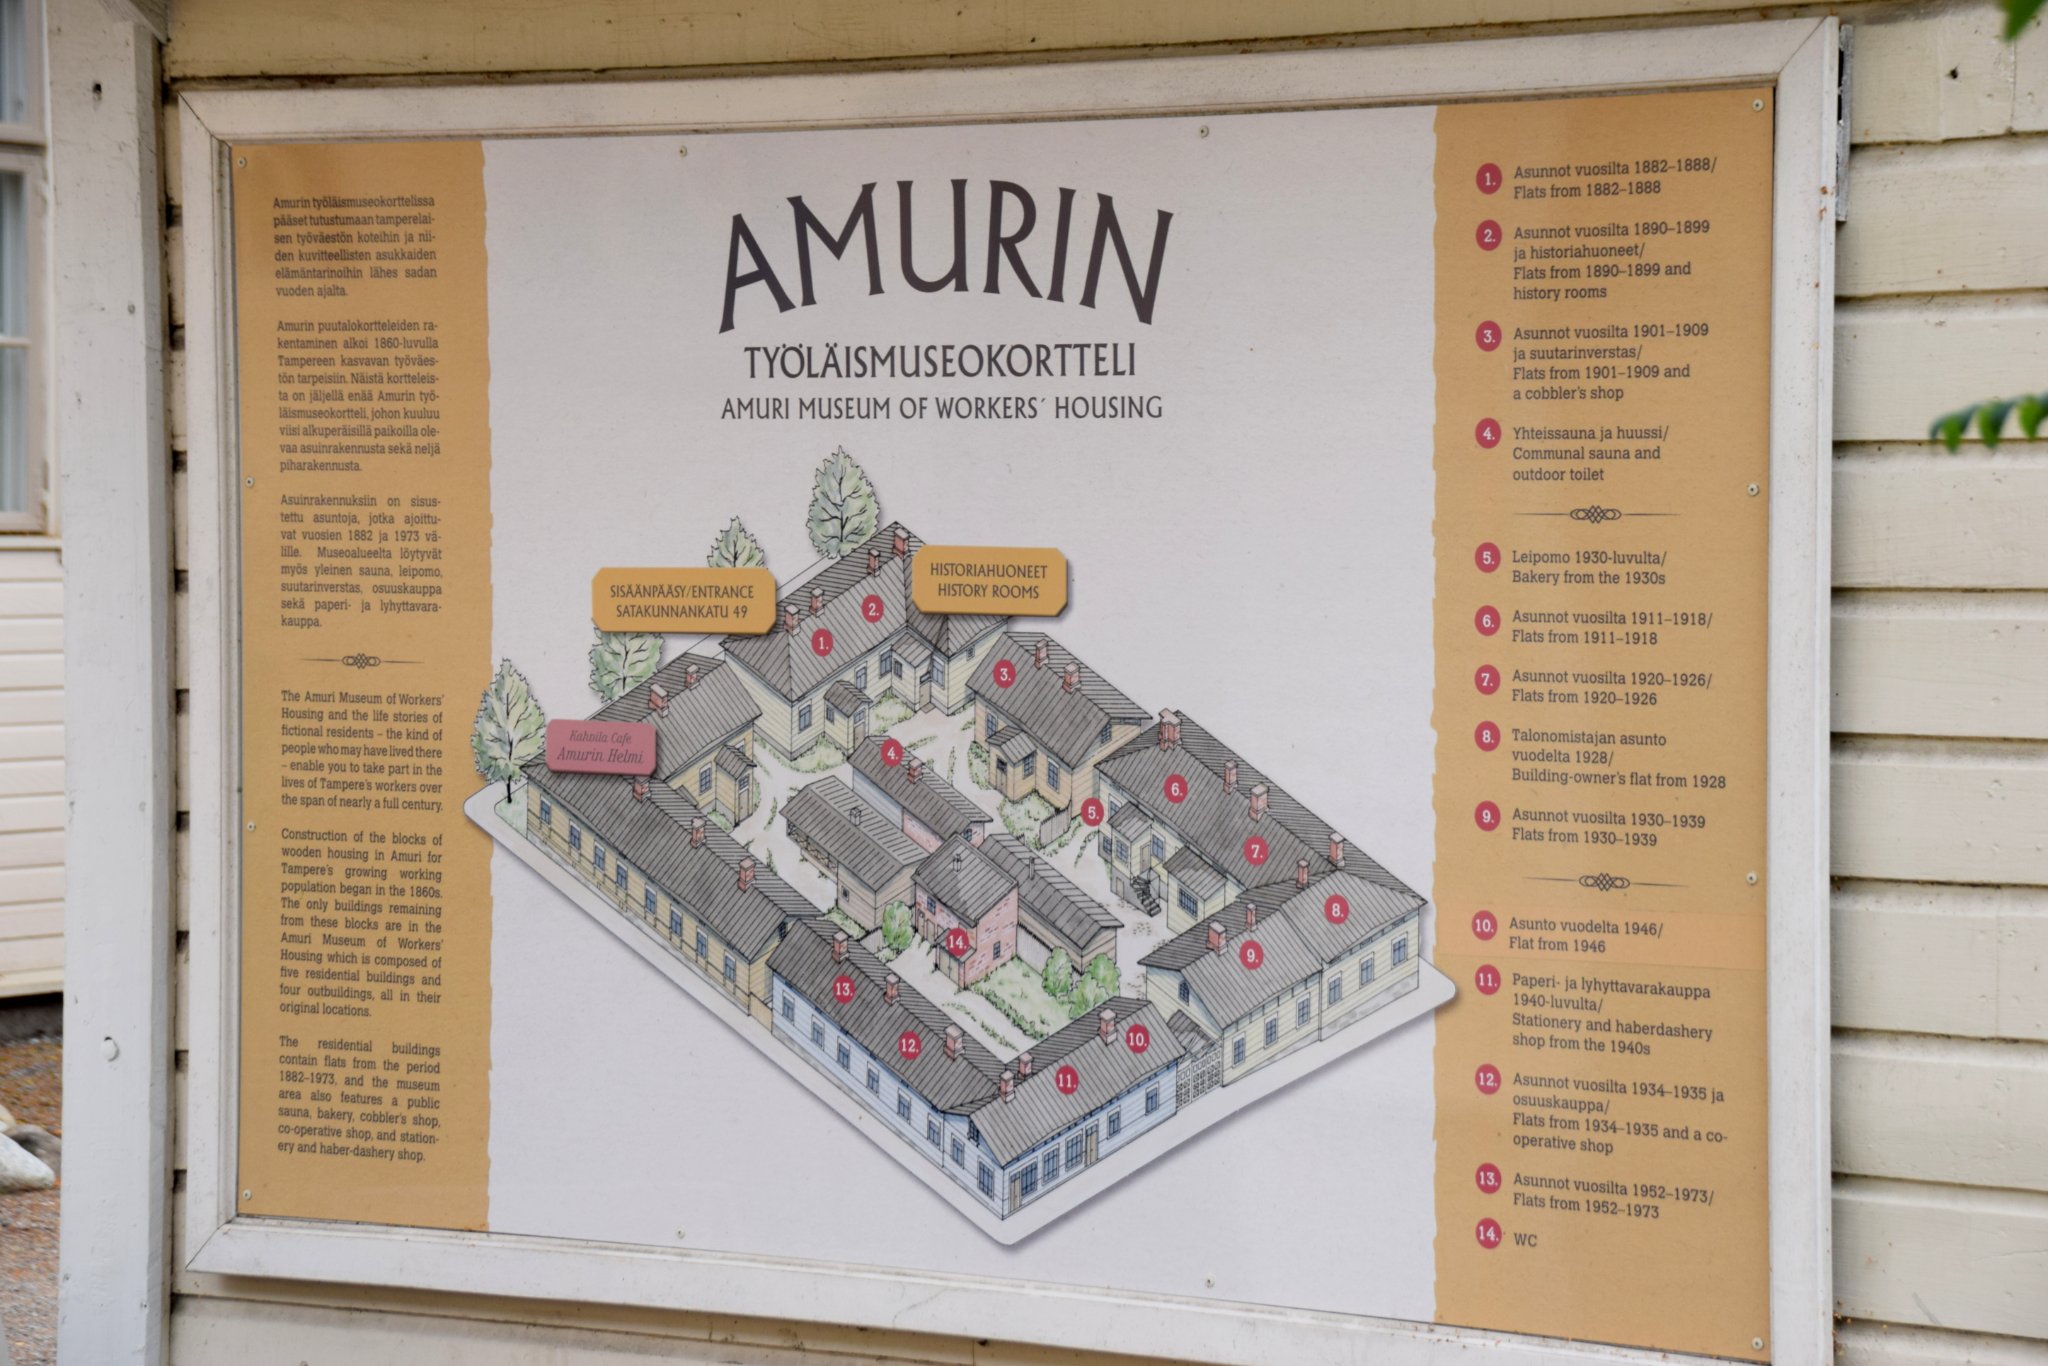 Amurin työläismuseokorttelissa
pääset tutustumaan tamperelai-
sen työväestön koteihin ja nii-
den kuvitteellisten asukkaiden
elämäntarinoihin lähes sadan
vuoden ajalta.
Amurin puutalokortteleiden ra-
kentaminen alkoi 1860-luvulla
Tampereen kasvavan työväes-
tön tarpeisiin. Näistä kortteleis-
ta on jäljellä enää Amurin työ-
läismuseokortteli, johon kuuluu
viisi alkuperäisillä paikoilla ole-
vaa asuinrakennusta sekä neljä
piharakennusta.
Asuinrakennuksiin on sisus-
tettu asuntoja, jotka ajoittu-
vat vuosien 1882 ja 1973 vä-
lille. Museoalueelta löytyvät
myös yleinen sauna, leipomo,
suutarinverstas, osuuskauppa
sekä paperi- ja lyhyttavara-
kauppa.
The Amuri Museum of Workers'
Housing and the life stories of
fictional residents – the kind of
people who may have lived there
– enable you to take part in the
lives of Tampere's workers over
the span of nearly a full century.
Construction of the blocks of
wooden housing in Amuri for
Tampere's growing working
population began in the 1860s.
The only buildings remaining
from these blocks are in the
Amuri Museum of Workers'
Housing which is composed of
five residential buildings and
four outbuildings, all in their
original locations.
The residential buildings
contain flats from the period
1882–1973, and the museum
area also features a public
sauna, bakery, cobbler's shop,
co-operative shop, and station-
ery and haber-dashery shop.
AMURIN
TYÖLÄISMUSEOKORTTELI
AMURI MUSEUM OF WORKERS´ HOUSING
SISÄÄNPÄÄSY/ENTRANCE
SATAKUNNANKATU 49
HISTORIAHUONEET
HISTORY ROOMS
Kahvila Cafe
Amurin Helmi
1.
2.
3.
4.
5.
6.
7.
8.
9.
10.
11.
12.
13.
14.
1. Asunnot vuosilta 1882–1888/
Flats from 1882–1888
2. Asunnot vuosilta 1890–1899
ja historiahuoneet/
Flats from 1890–1899 and
history rooms
3. Asunnot vuosilta 1901–1909
ja suutarinverstas/
Flats from 1901–1909 and
a cobbler's shop
4. Yhteissauna ja huussi/
Communal sauna and
outdoor toilet
5. Leipomo 1930-luvulta/
Bakery from the 1930s
6. Asunnot vuosilta 1911–1918/
Flats from 1911–1918
7. Asunnot vuosilta 1920–1926/
Flats from 1920–1926
8. Talonomistajan asunto
vuodelta 1928/
Building-owner's flat from 1928
9. Asunnot vuosilta 1930–1939
Flats from 1930–1939
10. Asunto vuodelta 1946/
Flat from 1946
11. Paperi- ja lyhyttavarakauppa
1940-luvulta/
Stationery and haberdashery
shop from the 1940s
12. Asunnot vuosilta 1934–1935 ja
osuuskauppa/
Flats from 1934–1935 and a co-
operative shop
13. Asunnot vuosilta 1952–1973/
Flats from 1952–1973
14. WC